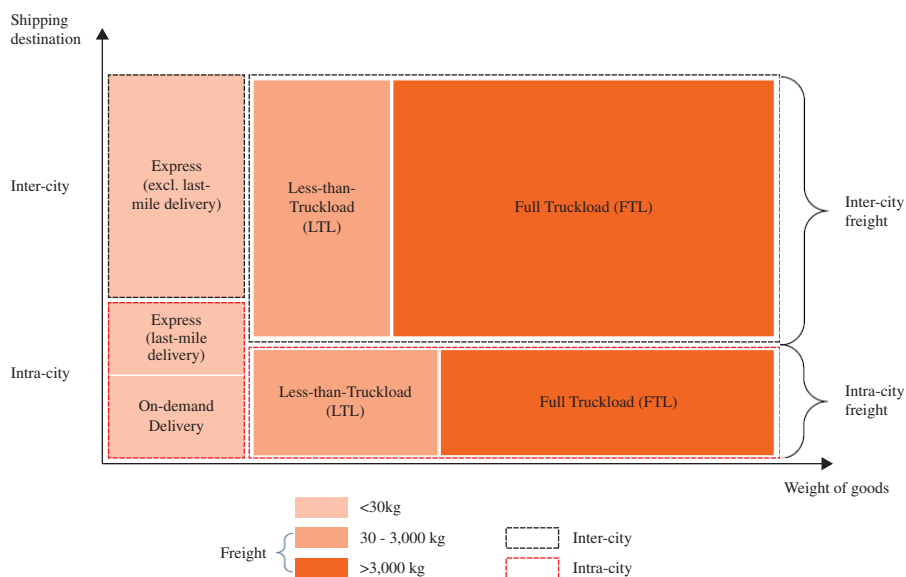 Shipping
destination
Inter-city
Express
(excl. last-
mile delivery)
Less-than-
Truckload
(LTL)
Full Truckload (FTL)
Inter-city
freight
Intra-city
Express
(last-mile
delivery)
On-demand
Delivery
Less-than-Truckload
(LTL)
Full Truckload (FTL)
Intra-city
freight
Weight of goods
<30kg
Freight
30 - 3,000 kg
>3,000 kg
Inter-city
Intra-city